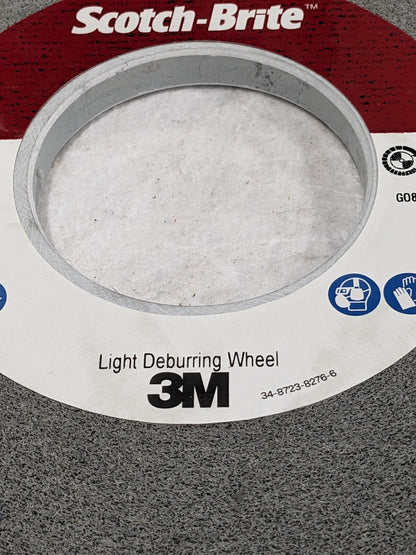 Scotch-Brite™
G08
Light Deburring Wheel
3M
34-8723-8276-6